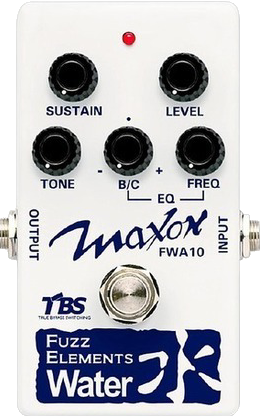 SUSTAIN LEVEL
TONE - B/C + FREQ
EQ
OUTPUT
INPUT
maxon
FWA10
TBS
TRUE BYPASS SWITCHING
FUZZ
ELEMENTS
Water
水